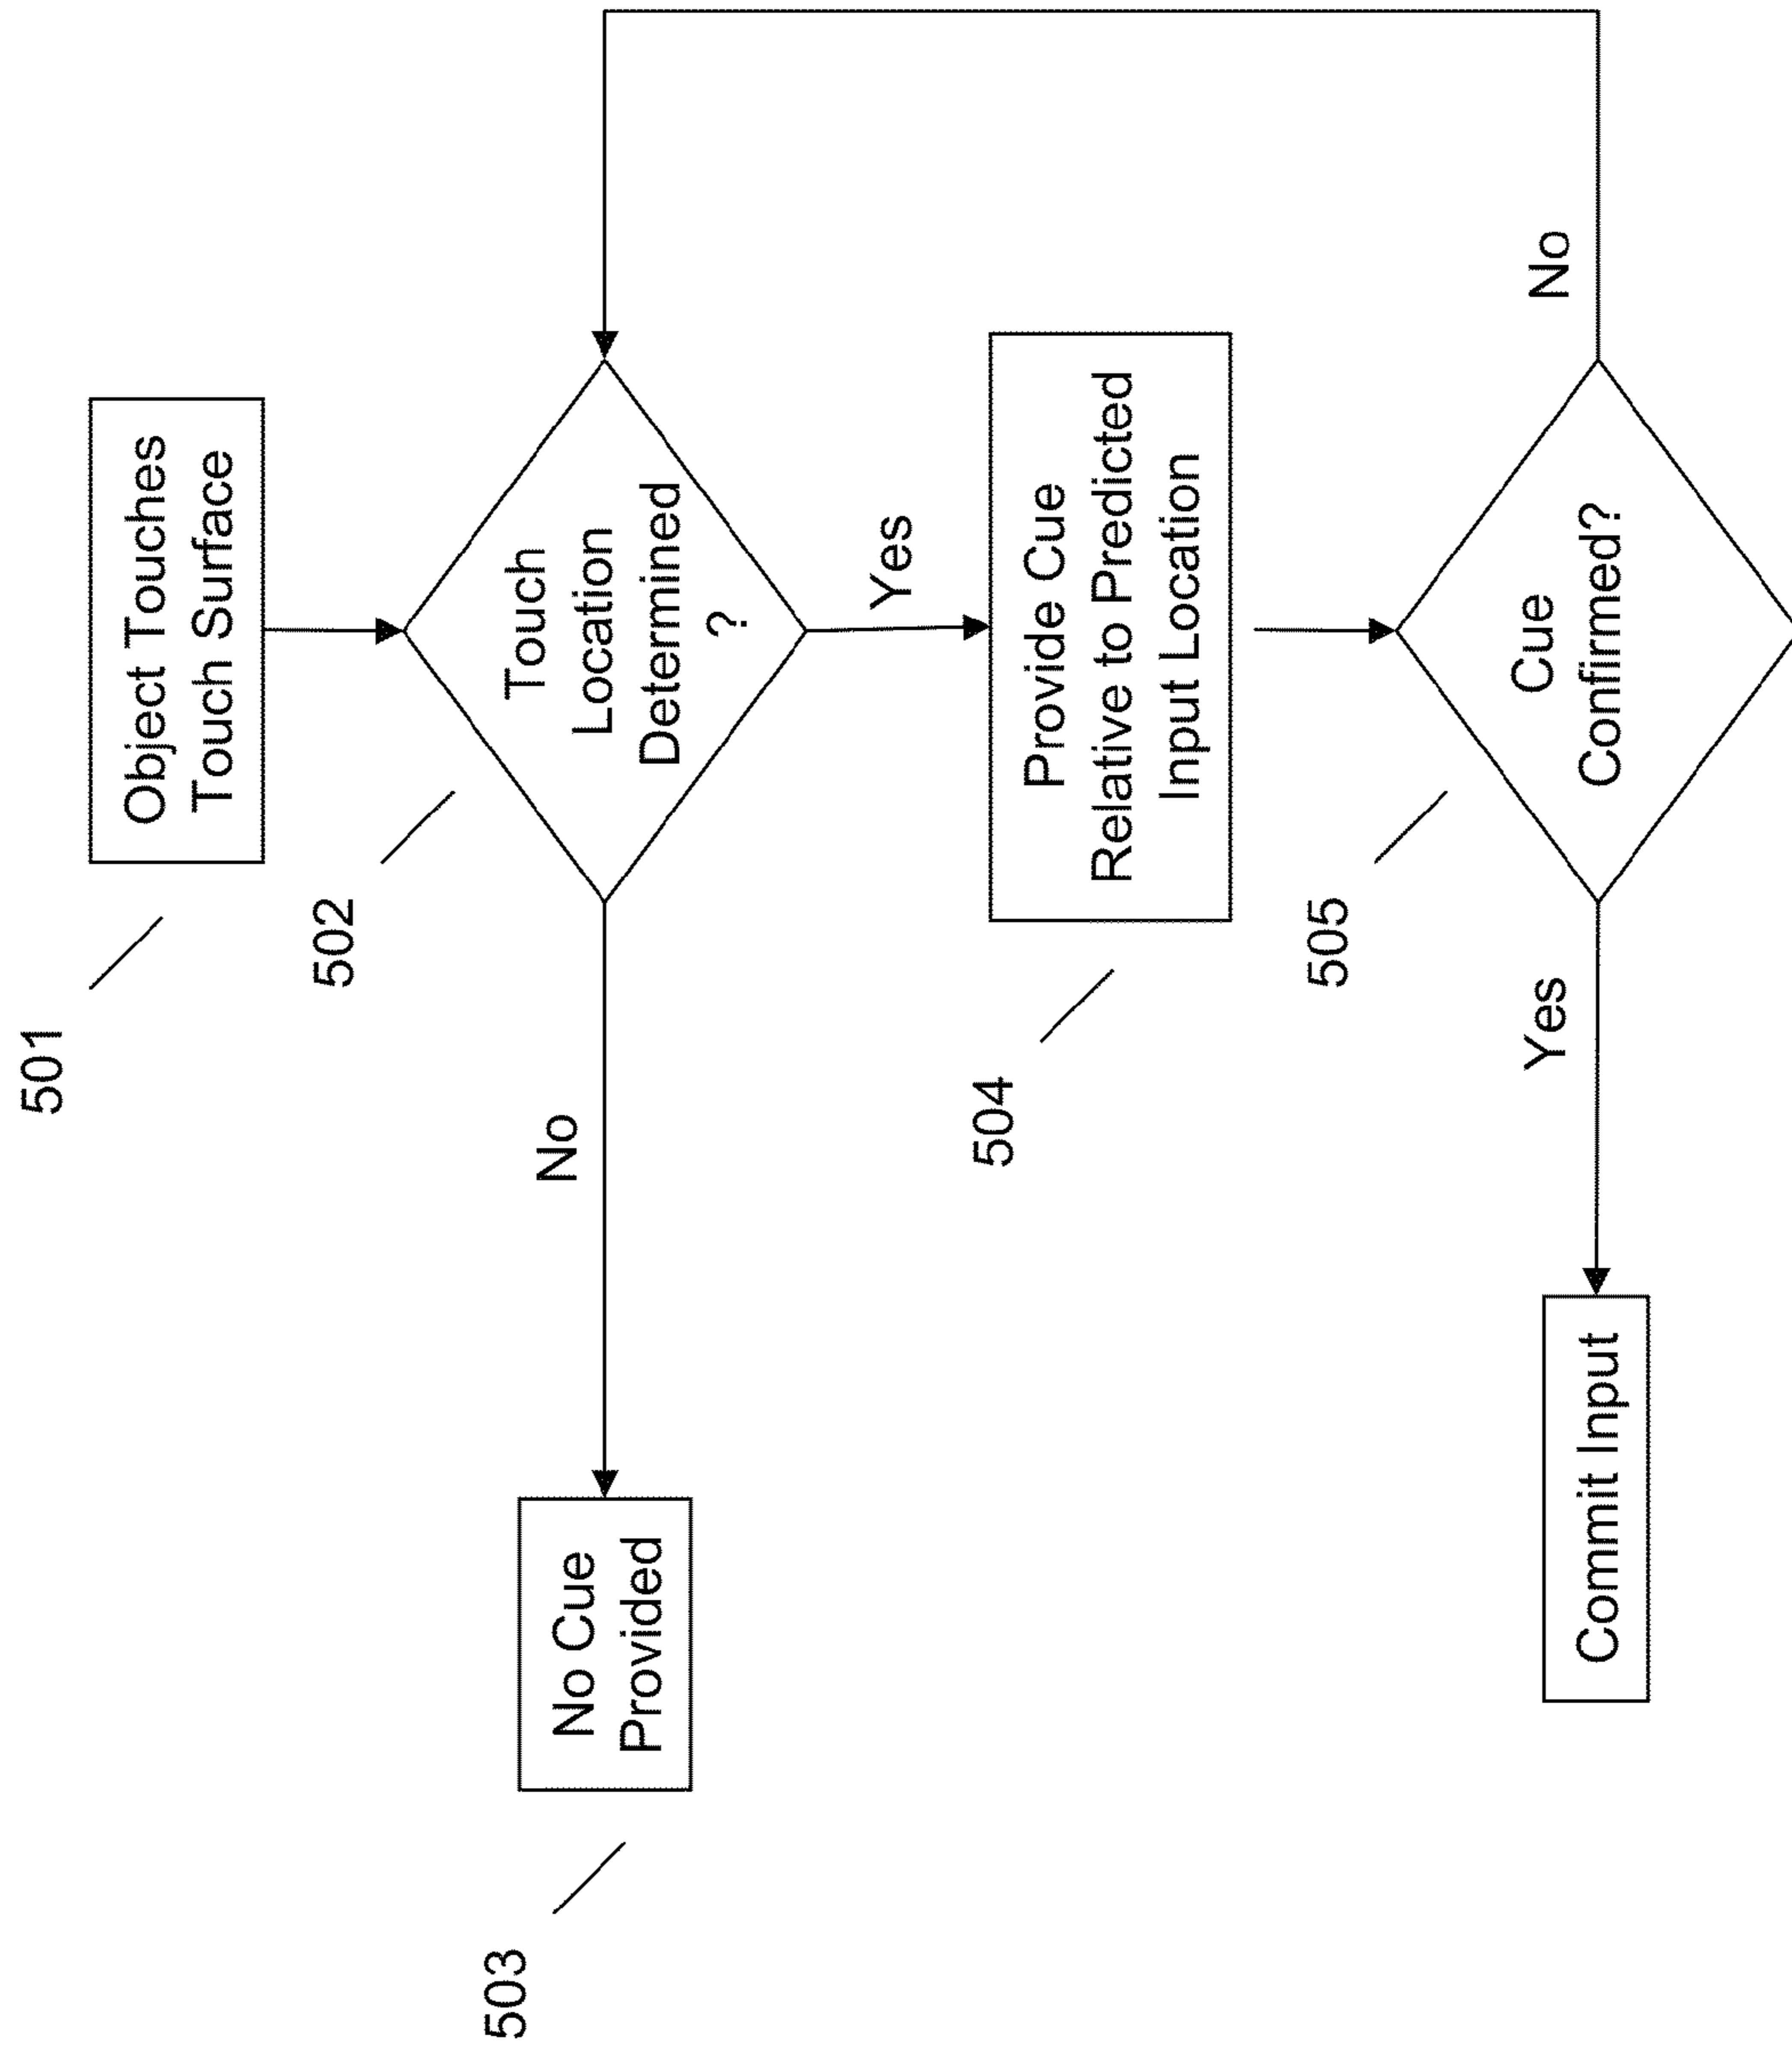 501
Object Touches
Touch Surface
502
Touch
Location
Determined
?
No
Yes
503
No Cue
Provided
504
Provide Cue
Relative to Predicted
Input Location
505
Cue
Confirmed?
Yes
No
Commit Input